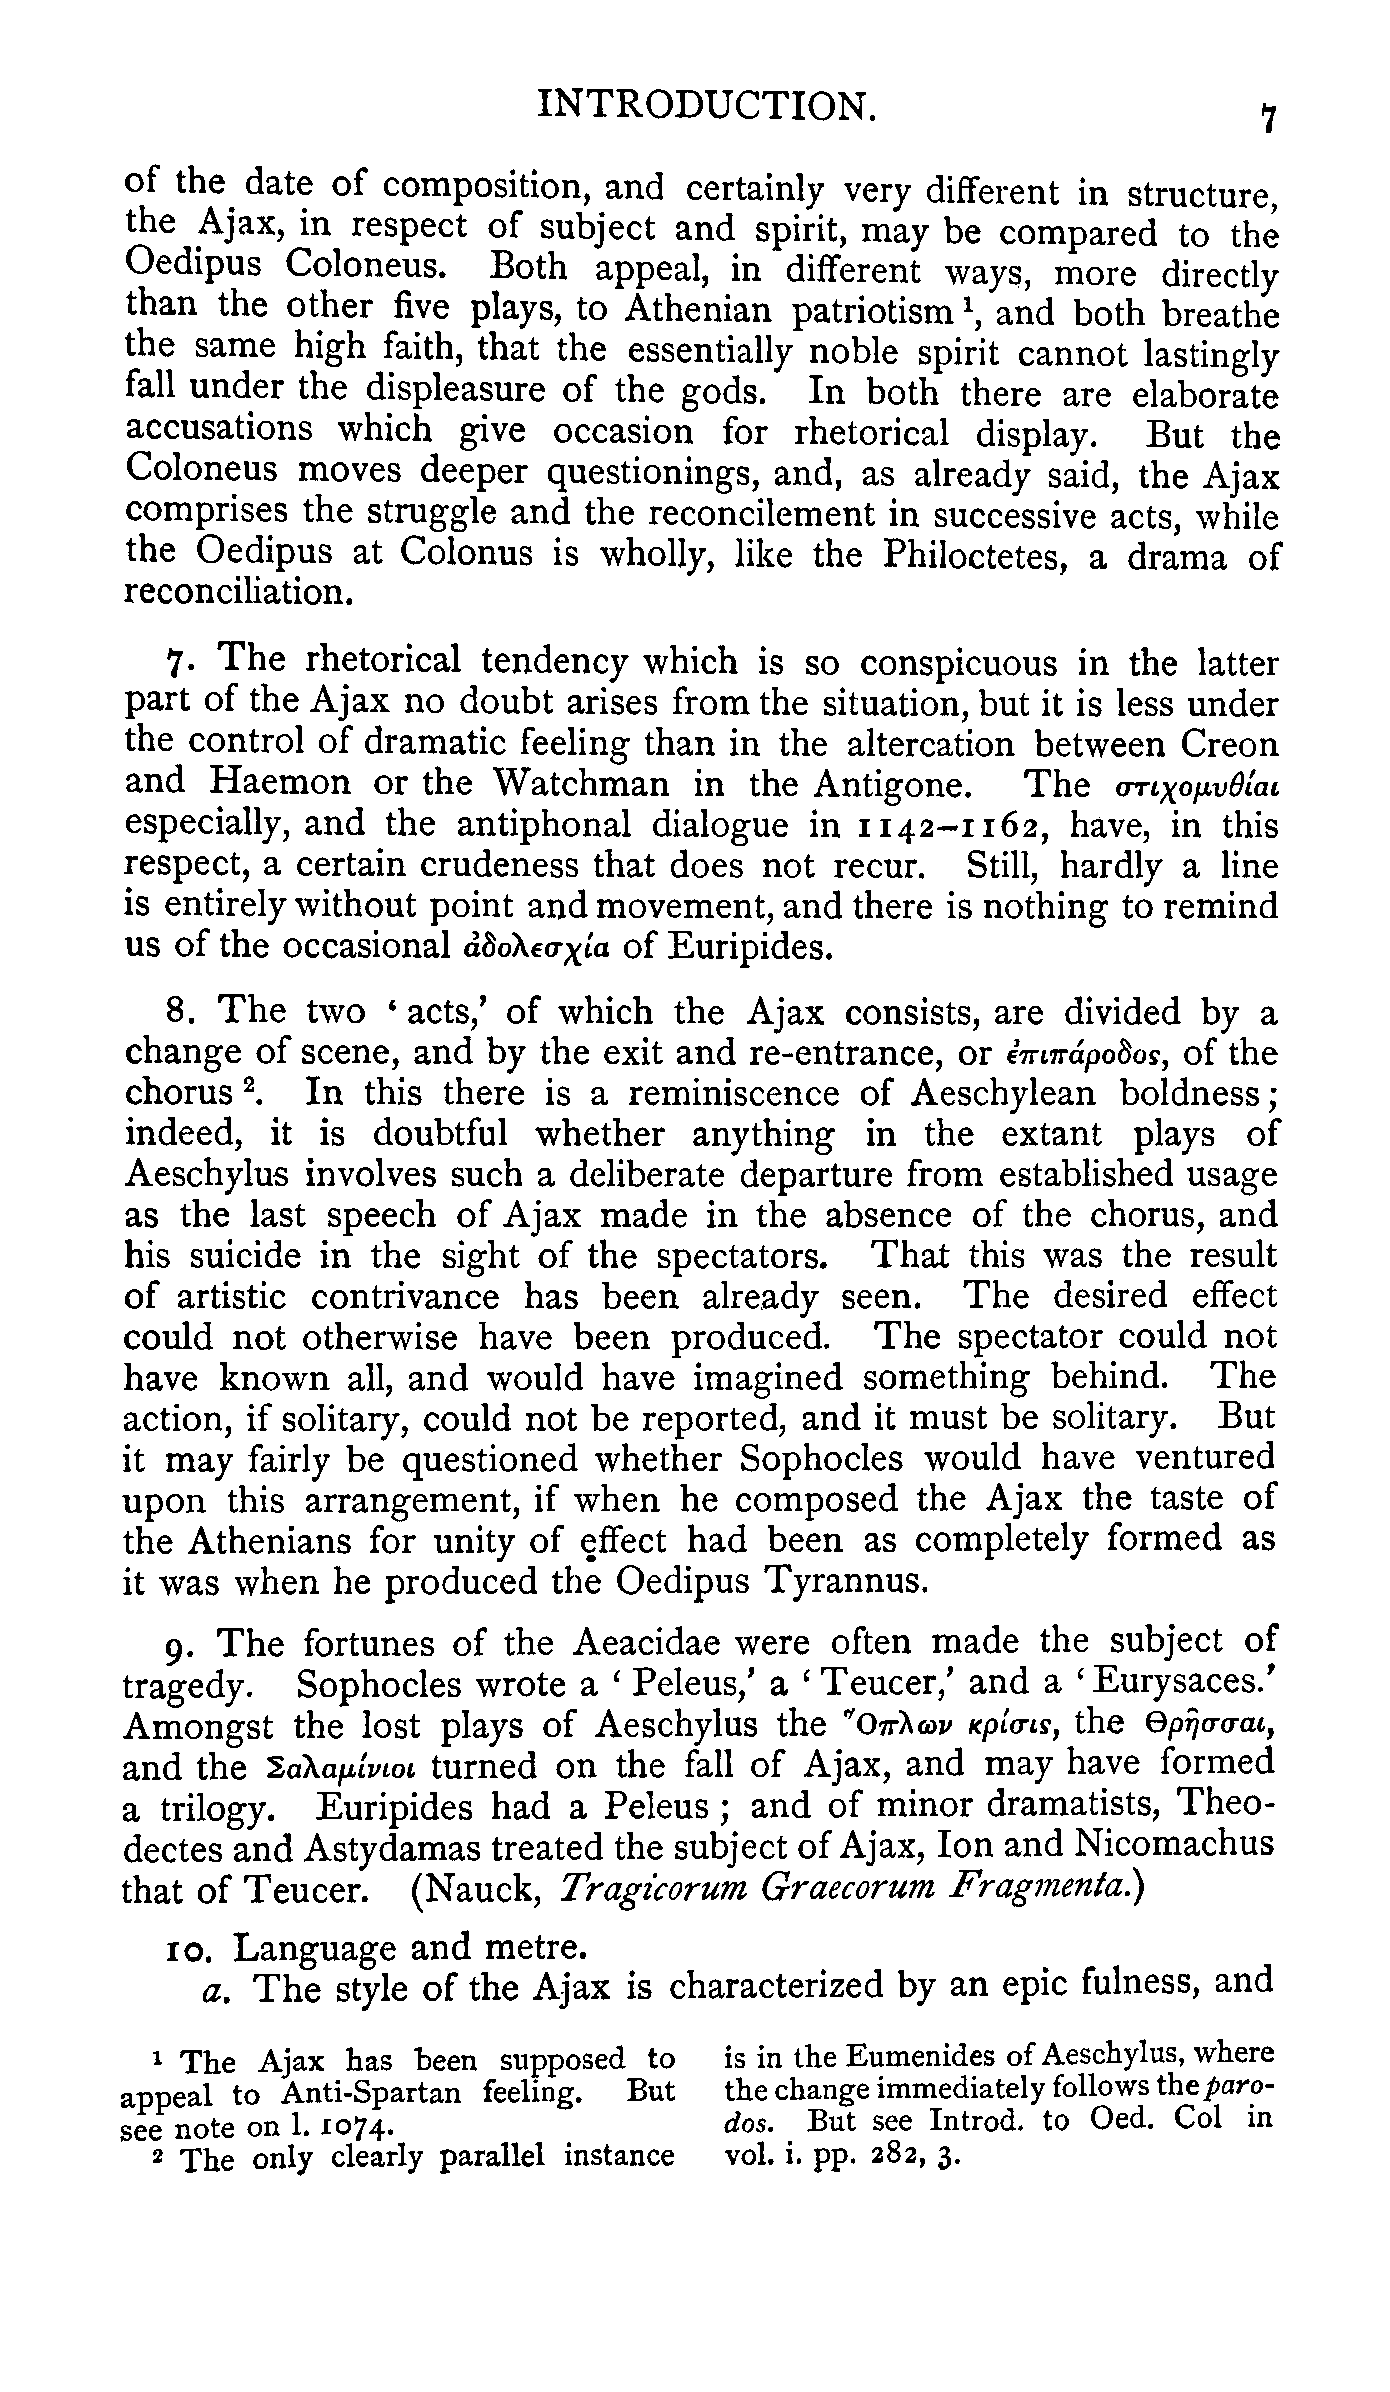 INTRODUCTION. 7
of the date of composition, and certainly very different in structure,
the Ajax, in respect of subject and spirit, may be compared to the
Oedipus Coloneus. Both appeal, in different ways, more directly
than the other five plays, to Athenian patriotism ¹, and both breathe
the same high faith, that the essentially noble spirit cannot lastingly
fall under the displeasure of the gods. In both there are elaborate
accusations which give occasion for rhetorical display. But the
Coloneus moves deeper questionings, and, as already said, the Ajax
comprises the struggle and the reconcilement in successive acts, while
the Oedipus at Colonus is wholly, like the Philoctetes, a drama of
reconciliation.
7. The rhetorical tendency which is so conspicuous in the latter
part of the Ajax no doubt arises from the situation, but it is less under
the control of dramatic feeling than in the altercation between Creon
and Haemon or the Watchman in the Antigone. The στιχομυθίαι
especially, and the antiphonal dialogue in 1142–1162, have, in this
respect, a certain crudeness that does not recur. Still, hardly a line
is entirely without point and movement, and there is nothing to remind
us of the occasional ἀδολεσχία of Euripides.
8. The two ‘acts,’ of which the Ajax consists, are divided by a
change of scene, and by the exit and re-entrance, or ἐπιπάροδος, of the
chorus ². In this there is a reminiscence of Aeschylean boldness;
indeed, it is doubtful whether anything in the extant plays of
Aeschylus involves such a deliberate departure from established usage
as the last speech of Ajax made in the absence of the chorus, and
his suicide in the sight of the spectators. That this was the result
of artistic contrivance has been already seen. The desired effect
could not otherwise have been produced. The spectator could not
have known all, and would have imagined something behind. The
action, if solitary, could not be reported, and it must be solitary. But
it may fairly be questioned whether Sophocles would have ventured
upon this arrangement, if when he composed the Ajax the taste of
the Athenians for unity of effect had been as completely formed as
it was when he produced the Oedipus Tyrannus.
9. The fortunes of the Aeacidae were often made the subject of
tragedy. Sophocles wrote a ‘Peleus,’ a ‘Teucer,’ and a ‘Eurysaces.’
Amongst the lost plays of Aeschylus the Ὅπλων κρίσις, the Θρῇσσαι,
and the Σαλαμίνιοι turned on the fall of Ajax, and may have formed
a trilogy. Euripides had a Peleus; and of minor dramatists, Theo-
dectes and Astydamas treated the subject of Ajax, Ion and Nicomachus
that of Teucer. (Nauck, Tragicorum Graecorum Fragmenta.)
10. Language and metre.
a. The style of the Ajax is characterized by an epic fulness, and
¹ The Ajax has been supposed to
appeal to Anti-Spartan feeling. But
see note on l. 1074.
² The only clearly parallel instance
is in the Eumenides of Aeschylus, where
the change immediately follows the paro-
dos. But see Introd. to Oed. Col in
vol. i. pp. 282, 3.